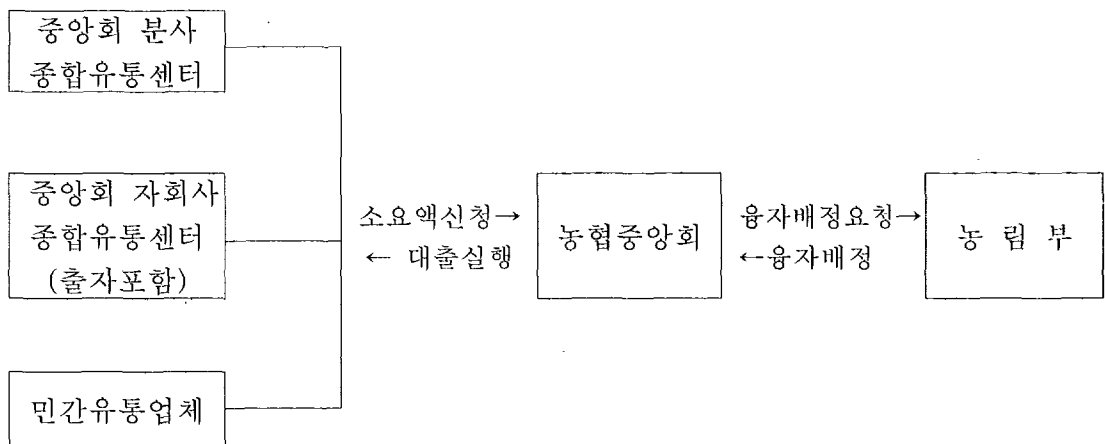 중앙회 분사
종합유통센터
중앙회 자회사
종합유통센터
(출자포함)
민간유통업체
소요액신청→
← 대출실행
농협중앙회
융자배정요청→
←융자배정
농 림 부